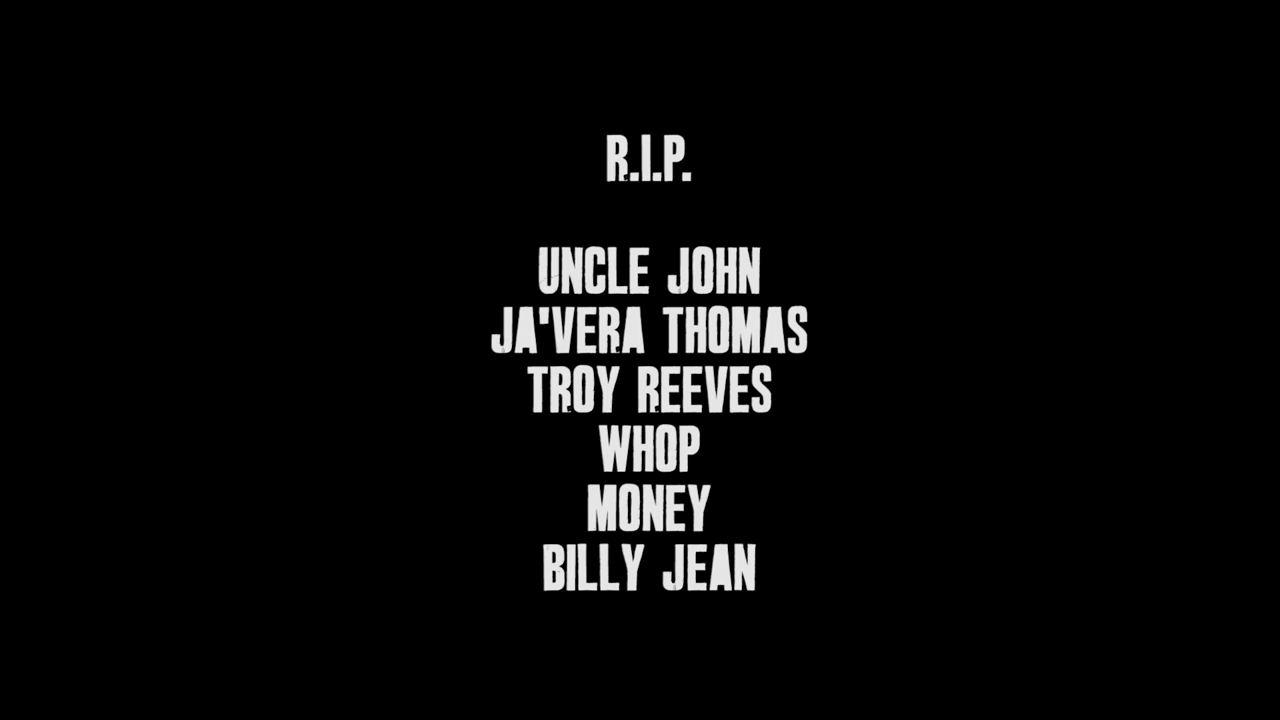 R.I.P.
UNCLE JOHN
JA'VERA THOMAS
TROY REEVES
WHOP
MONEY
BILLY JEAN